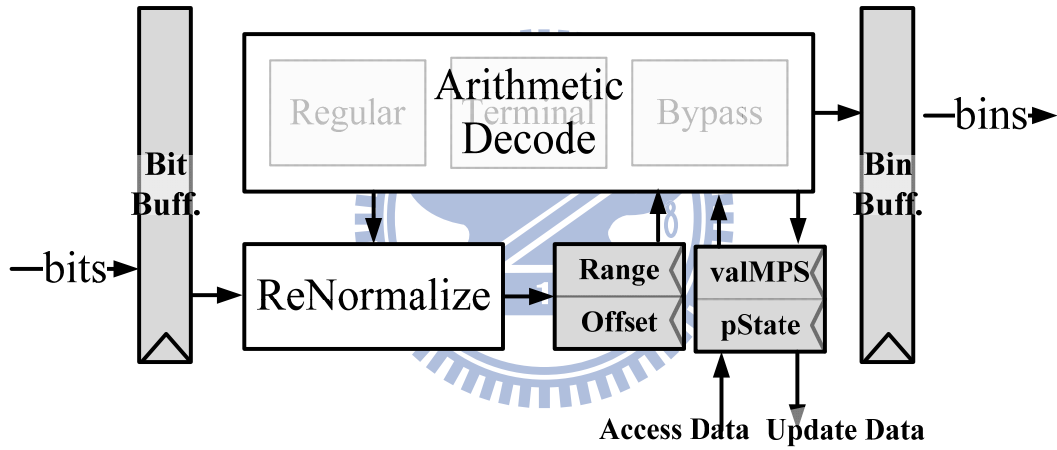 Arithmetic
Decode
Regular
Terminal
Bypass
bins
Bit
Buff.
Bin
Buff.
bits
ReNormalize
Range
Offset
valMPS
pState
Access Data
Update Data